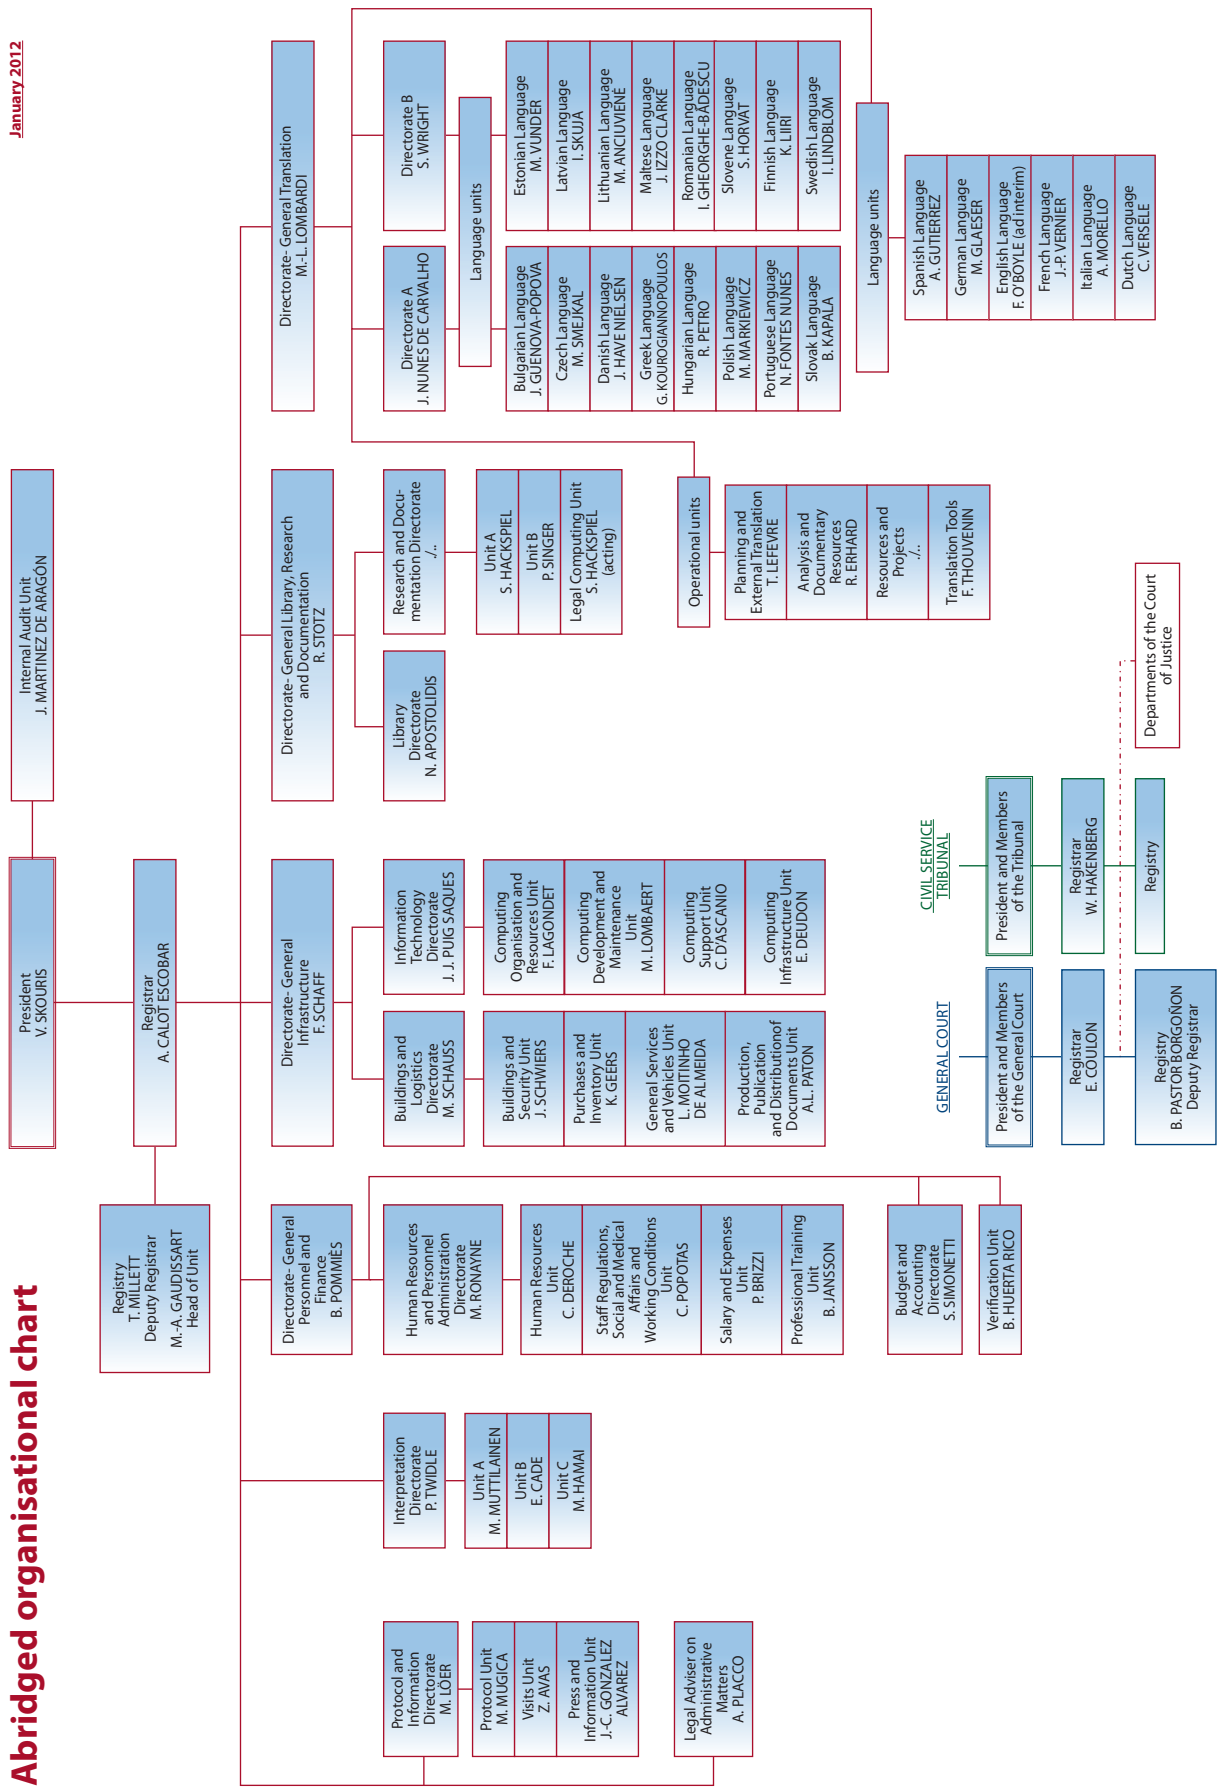 Abridged organisational chart
January 2012
President
V. SKOURIS
Internal Audit Unit
J. MARTINEZ DE ARAGÓN
Registrar
A. CALOT ESCOBAR
Registry
T. MILLETT
Deputy Registrar
M.-A. GAUDISSART
Head of Unit
Protocol and
Information
Directorate
M. LÖER
Protocol Unit
M. MUGICA
Visits Unit
Z. AVAS
Press and
Information Unit
J.-C. GONZALEZ
ALVAREZ
Legal Adviser on
Administrative
Matters
A. PLACCO
Interpretation
Directorate
P. TWIDLE
Unit A
M. MUTTILAINEN
Unit B
E. CADE
Unit C
M. HAMAI
Directorate- General
Personnel and
Finance
B. POMMÈS
Human Resources
and Personnel
Administration
Directorate
M. RONAYNE
Human Resources
Unit
C. DEROCHE
Staff Regulations,
Social and Medical
Affairs and
Working Conditions
Unit
C. POPOTAS
Salary and Expenses
Unit
P. BRIZZI
Professional Training
Unit
B. JANSSON
Budget and
Accounting
Directorate
S. SIMONETTI
Verification Unit
B. HUERTA RICO
Directorate- General
Infrastructure
F. SCHAFF
Buildings and
Logistics
Directorate
M. SCHAUSS
Buildings and
Security Unit
J. SCHWIERS
Purchases and
Inventory Unit
K. GEERS
General Services
and Vehicles Unit
L. MOITINHO
DE ALMEIDA
Production,
Publication
and Distributionof
Documents Unit
A.L. PATON
Information
Technology
Directorate
J. J. PUIG SAQUES
Computing
Organisation and
Resources Unit
F. LAGONDET
Computing
Development and
Maintenance
Unit
M. LOMBAERT
Computing
Support Unit
C. D'ASCANIO
Computing
Infrastructure Unit
E. DEUDON
Directorate- General Library, Research
and Documentation
R. STOTZ
Library
Directorate
N. APOSTOLIDIS
Research and Docu-
mentation Directorate
./..
Unit A
S. HACKSPIEL
Unit B
P. SINGER
Legal Computing Unit
S. HACKSPIEL
(acting)
Directorate- General Translation
M.-L. LOMBARDI
Directorate A
J. NUNES DE CARVALHO
Directorate B
S. WRIGHT
Language units
Bulgarian Language
J. GUENOVA-POPOVA
Czech Language
M. SMEJKAL
Danish Language
J. HAVE NIELSEN
Greek Language
G. KOUROGIANNOPOULOS
Hungarian Language
R. PETRO
Polish Language
M. MARKIEWICZ
Portuguese Language
N. FONTES NUNES
Slovak Language
B. KAPALA
Estonian Language
M. VUNDER
Latvian Language
I. SKUJA
Lithuanian Language
M. ANCIUVIENĖ
Maltese Language
J. IZZO CLARKE
Romanian Language
I. GHEORGHE-BĂDESCU
Slovene Language
S. HORVAT
Finnish Language
K. LIIRI
Swedish Language
I. LINDBLOM
Operational units
Planning and
External Translation
T. LEFEVRE
Analysis and
Documentary
Resources
R. ERHARD
Resources and
Projects
./..
Translation Tools
F. THOUVENIN
Language units
Spanish Language
A. GUTIERREZ
German Language
M. GLAESER
English Language
F. O'BOYLE (ad interim)
French Language
J.-P. VERNIER
Italian Language
A. MORELLO
Dutch Language
C. VERSELE
GENERAL COURT
President and Members
of the General Court
Registrar
E. COULON
Registry
B. PASTOR BORGOÑON
Deputy Registrar
CIVIL SERVICE
TRIBUNAL
President and Members
of the Tribunal
Registrar
W. HAKENBERG
Registry
Departments of the Court
of Justice